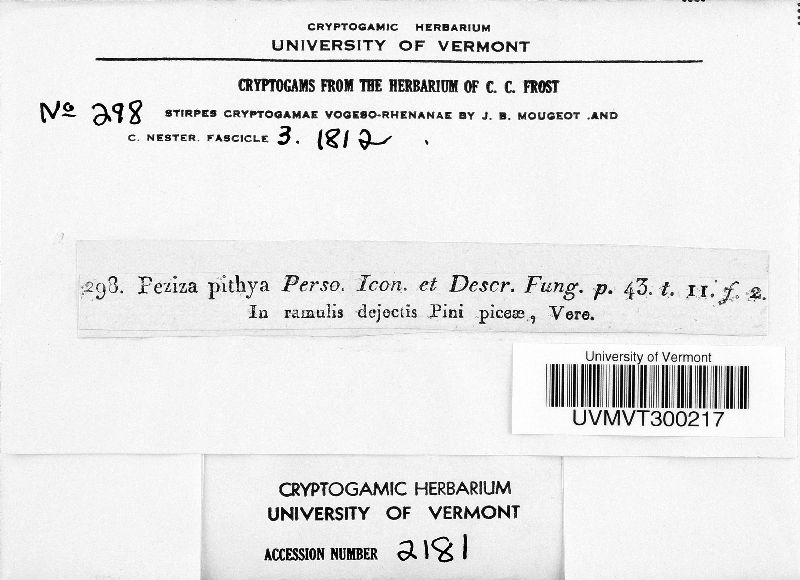 CRYPTOGAMIC HERBARIUM
UNIVERSITY OF VERMONT
CRYPTOGAMS FROM THE HERBARIUM OF C. C. FROST
No 298 STIRPES CRYPTOGAMAE VOGESO-RHENANAE BY J. B. MOUGEOT .AND
C. NESTER. FASCICLE 3. 1812 .
298. Peziza pithya Perso. Icon. et Descr. Fung. p. 43. t. 11. f. 2.
In ramulis dejectis Pini piceæ, Vere.
University of Vermont
UVMVT300217
CRYPTOGAMIC HERBARIUM
UNIVERSITY OF VERMONT
ACCESSION NUMBER 2181